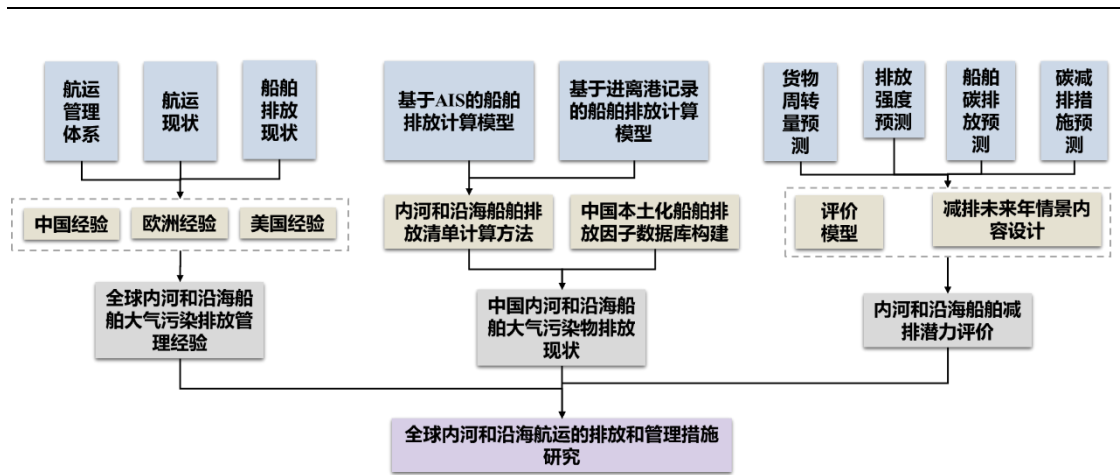 航运
管理
体系
航运
现状
船舶
排放
现状
基于AIS的船舶
排放计算模型
基于进离港记录
的船舶排放计算
模型
货物
周转
量预
测
排放
强度
预测
船舶
碳排
放预
测
碳减
排措
施预
测
中国经验
欧洲经验
美国经验
内河和沿海船舶排
放清单计算方法
中国本土化船舶排
放因子数据库构建
评价
模型
减排未来年情景内
容设计
全球内河和沿海船
舶大气污染排放管
理经验
中国内河和沿海船
舶大气污染物排放
现状
内河和沿海船舶减
排潜力评价
全球内河和沿海航运的排放和管理措施
研究